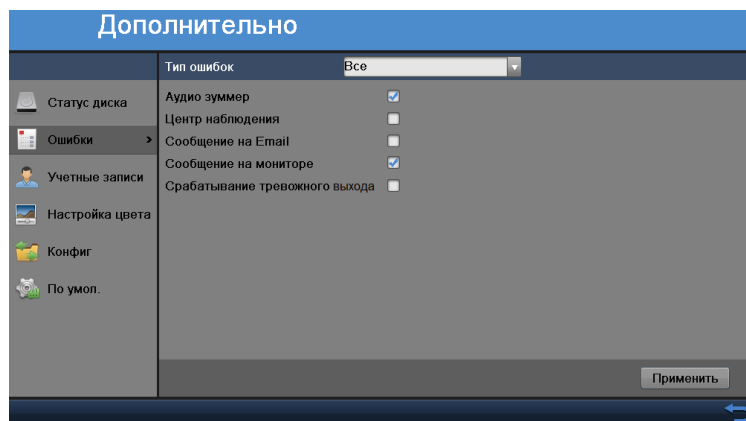 Дополнительно
Тип ошибок Все
Статус диска
Ошибки
Учетные записи
Настройка цвета
Конфиг
По умол.
Аудио зуммер
Центр наблюдения
Сообщение на Email
Сообщение на мониторе
Срабатывание тревожного выхода
Применить